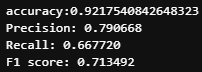 accuracy:0.9217540842648323
Precision: 0.790668
Recall: 0.667720
F1 score: 0.713492